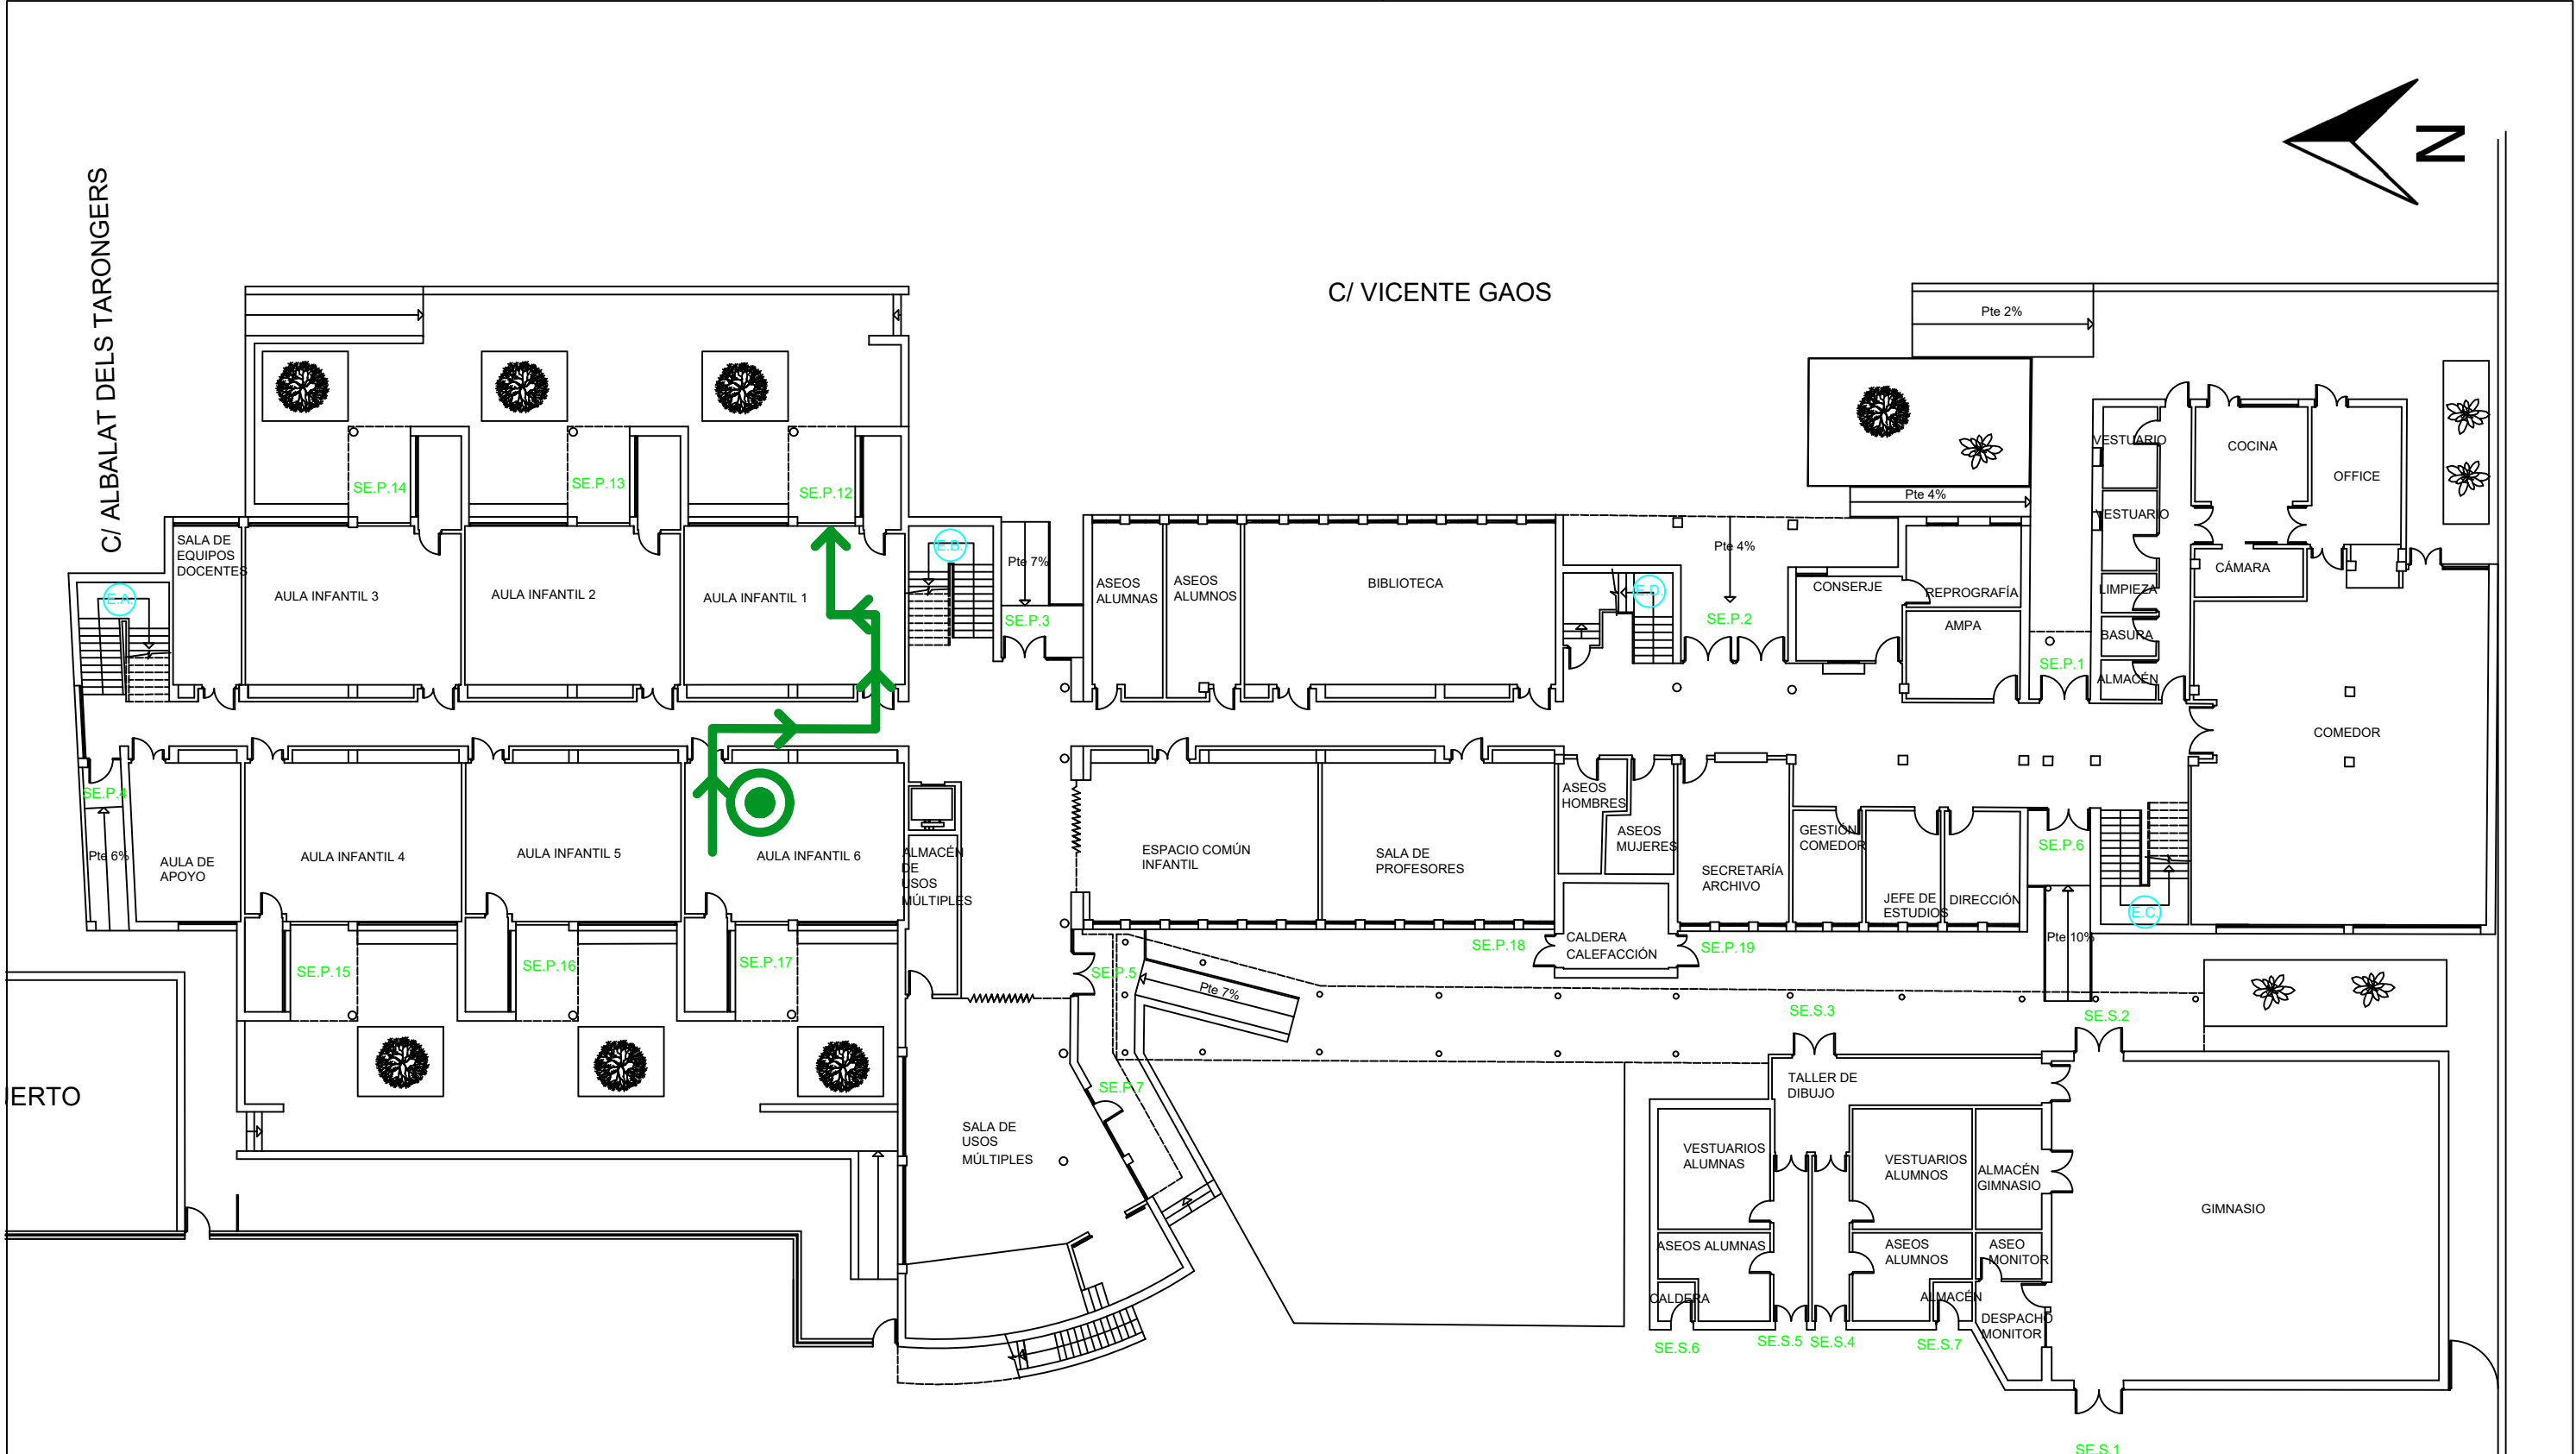 N
C/ ALBALAT DELS TARONGERS
C/ VICENTE GAOS
Pte 2%
SE.P.14
SE.P.13
SE.P.12
Pte 4%
VESTUARIO
COCINA
OFFICE
VESTUARIO
SALA DE
EQUIPOS
DOCENTES
AULA INFANTIL 3
AULA INFANTIL 2
AULA INFANTIL 1
E.A.
E.B.
Pte 7%
SE.P.3
ASEOS
ALUMNAS
ASEOS
ALUMNOS
BIBLIOTECA
E.D.
Pte 4%
SE.P.2
CONSERJE
REPROGRAFÍA
AMPA
SE.P.1
CÁMARA
LIMPIEZA
BASURA
ALMACÉN
COMEDOR
SE.P.4
Pte 6%
AULA DE
APOYO
AULA INFANTIL 4
AULA INFANTIL 5
AULA INFANTIL 6
ALMACÉN
DE
USOS
MÚLTIPLES
ESPACIO COMÚN
INFANTIL
SALA DE
PROFESORES
ASEOS
HOMBRES
ASEOS
MUJERES
SECRETARÍA
ARCHIVO
GESTIÓN
COMEDOR
JEFE DE
ESTUDIOS
DIRECCIÓN
SE.P.6
E.C.
Pte 10%
SE.P.15
SE.P.16
SE.P.17
SE.P.5
Pte 7%
SE.P.18
CALDERA
CALEFACCIÓN
SE.P.19
SE.S.3
SE.S.2
IERTO
SE.P.7
SALA DE
USOS
MÚLTIPLES
TALLER DE
DIBUJO
VESTUARIOS
ALUMNAS
VESTUARIOS
ALUMNOS
ALMACÉN
GIMNASIO
GIMNASIO
ASEOS ALUMNAS
ASEOS
ALUMNOS
ASEO
MONITOR
CALDERA
ALMACÉN
DESPACHO
MONITOR
SE.S.6
SE.S.5
SE.S.4
SE.S.7
SE.S.1